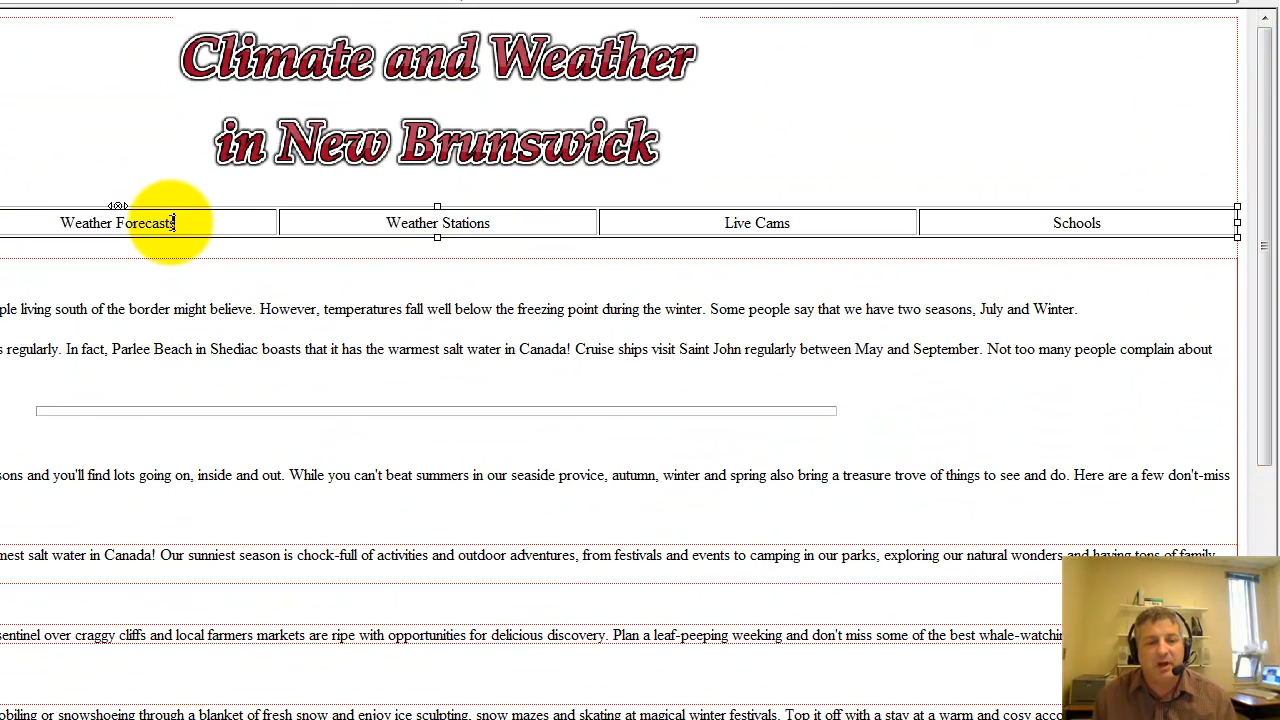 Climate and Weather
in New Brunswick
Weather Forecasts
Weather Stations
Live Cams
Schools
ple living south of the border might believe. However, temperatures fall well below the freezing point during the winter. Some people say that we have two seasons, July and Winter.
s regularly. In fact, Parlee Beach in Shediac boasts that it has the warmest salt water in Canada! Cruise ships visit Saint John regularly between May and September. Not too many people complain about
sons and you'll find lots going on, inside and out. While you can't beat summers in our seaside provice, autumn, winter and spring also bring a treasure trove of things to see and do. Here are a few don't-miss
mest salt water in Canada! Our sunniest season is chock-full of activities and outdoor adventures, from festivals and events to camping in our parks, exploring our natural wonders and having tons of family
sentinel over craggy cliffs and local farmers markets are ripe with opportunities for delicious discovery. Plan a leaf-peeping weeking and don't miss some of the best whale-watchin
obiling or snowshoeing through a blanket of fresh snow and enjoy ice sculpting, snow mazes and skating at magical winter festivals. Top it off with a stay at a warm and cosy acco